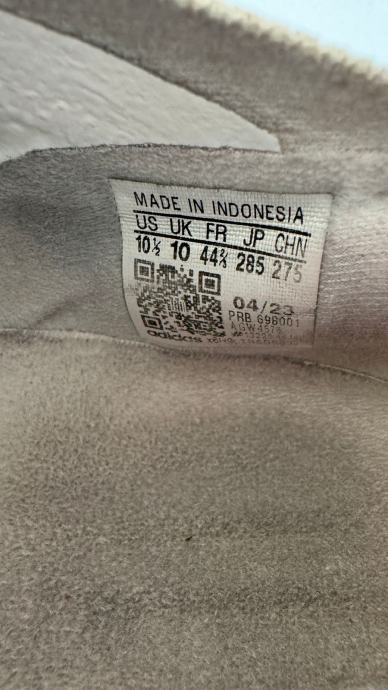 MADE IN INDONESIA
US UK FR JP CHN
10½ 10 44⅔ 285 275
04/23
PRB 698001
adidas